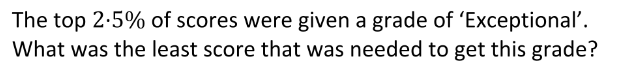 The top 2·5% of scores were given a grade of ‘Exceptional’.
What was the least score that was needed to get this grade?